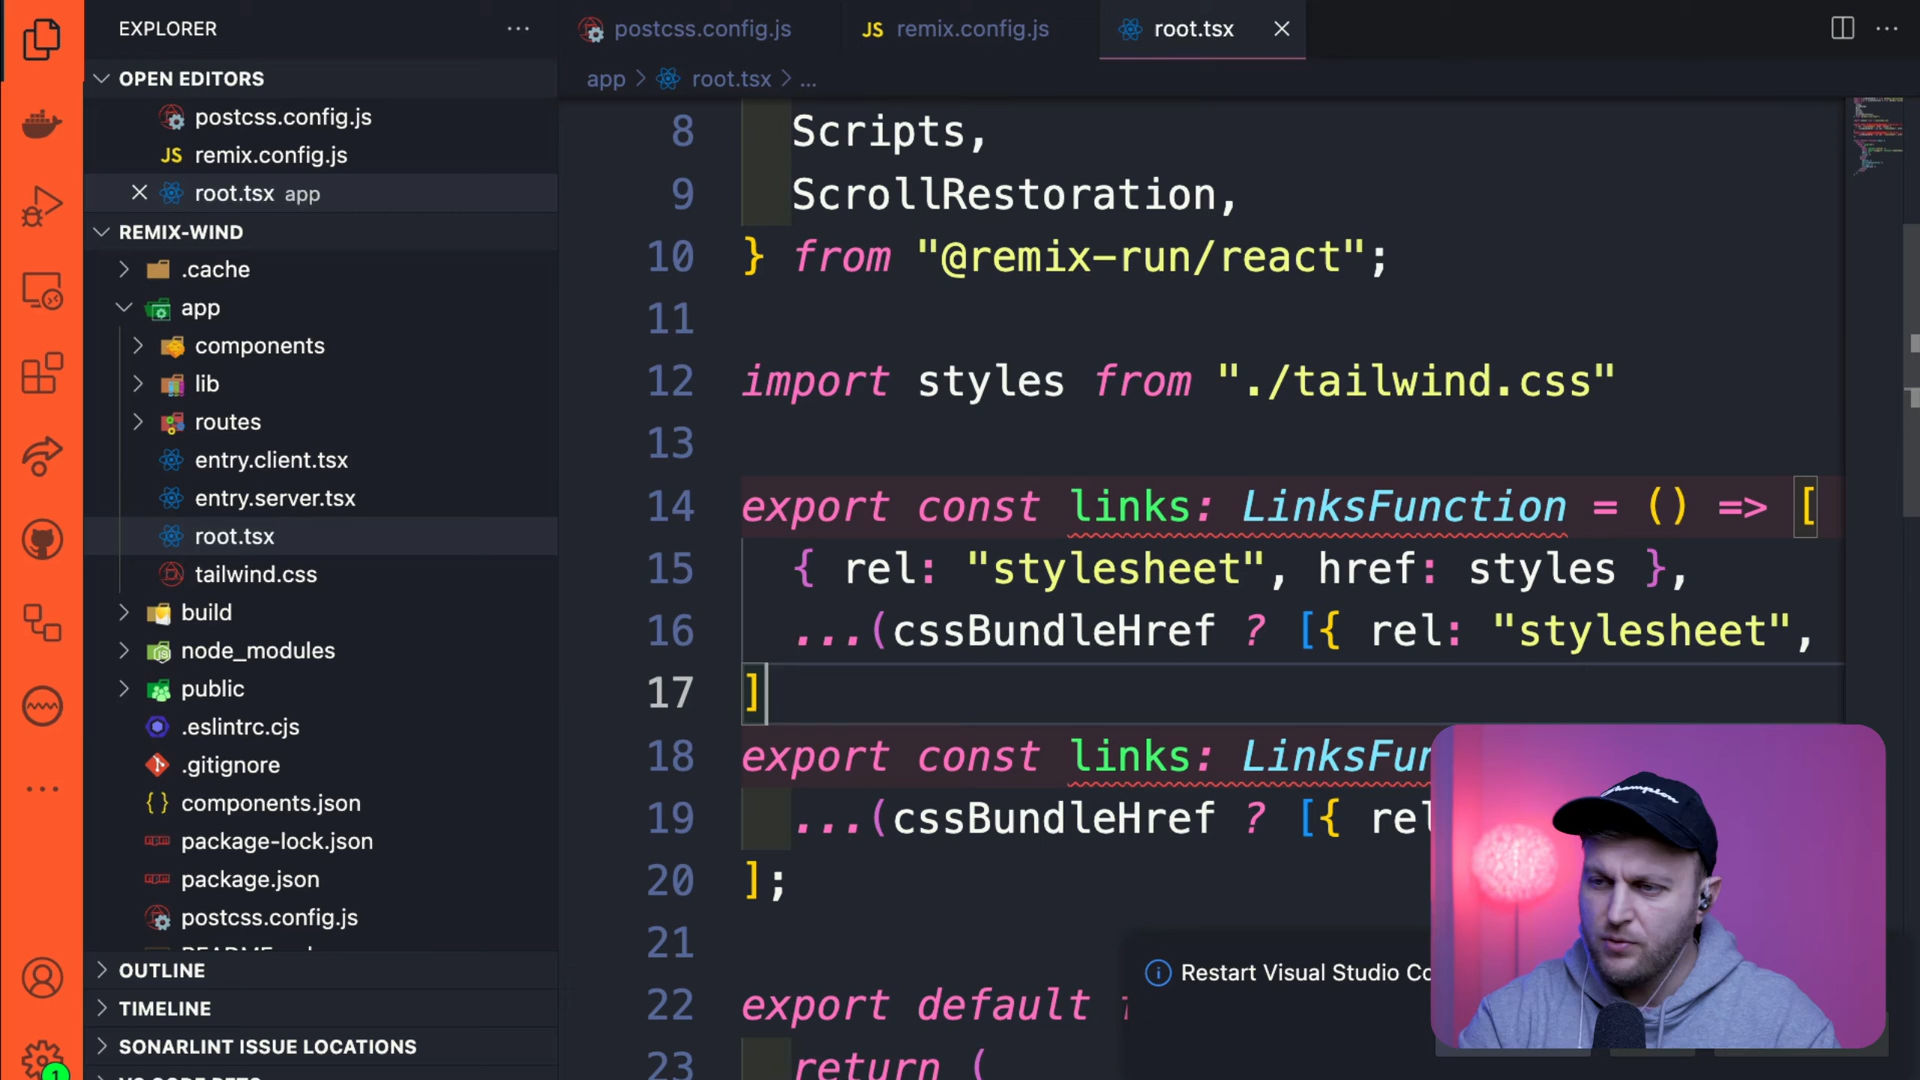 EXPLORER
OPEN EDITORS
postcss.config.js
JS remix.config.js
root.tsx app
REMIX-WIND
.cache
app
components
lib
routes
entry.client.tsx
entry.server.tsx
root.tsx
tailwind.css
build
node_modules
public
.eslintrc.cjs
.gitignore
components.json
package-lock.json
package.json
postcss.config.js
OUTLINE
TIMELINE
SONARLINT ISSUE LOCATIONS
1
postcss.config.js
JS remix.config.js
root.tsx
app > root.tsx > ...
8 Scripts,
9 ScrollRestoration,
10 } from "@remix-run/react";
11
12 import styles from "./tailwind.css"
13
14 export const links: LinksFunction = () => [
15 { rel: "stylesheet", href: styles },
16 ...(cssBundleHref ? [{ rel: "stylesheet",
17 ]
18 export const links: LinksFun
19 ...(cssBundleHref ? [{ rel
20 ];
21
22 export default
23 return (
Restart Visual Studio Co
Champion